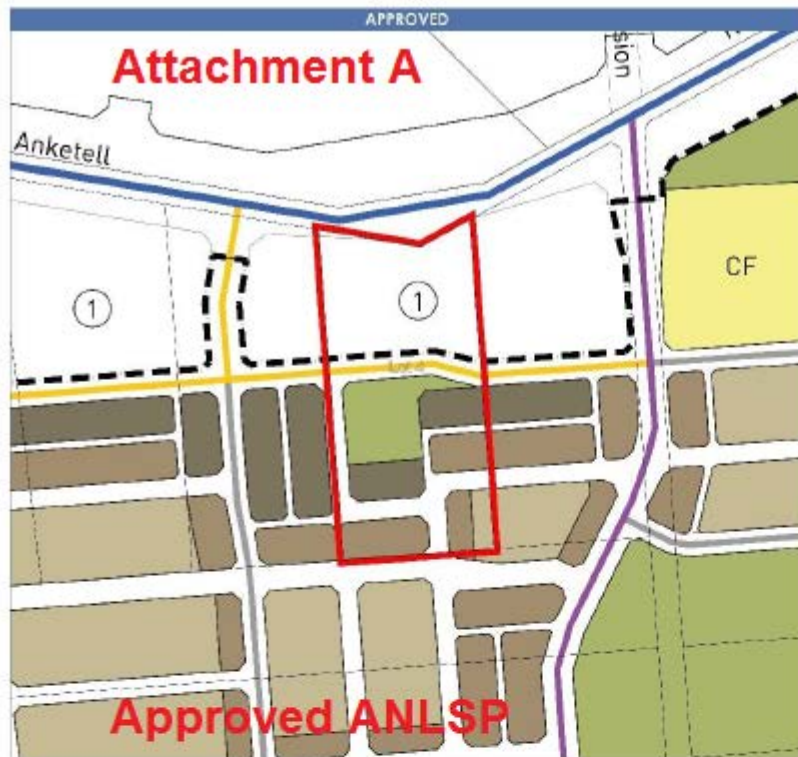 APPROVED
Attachment A
sion
Anketell
1
1
CF
Approved ANLSP